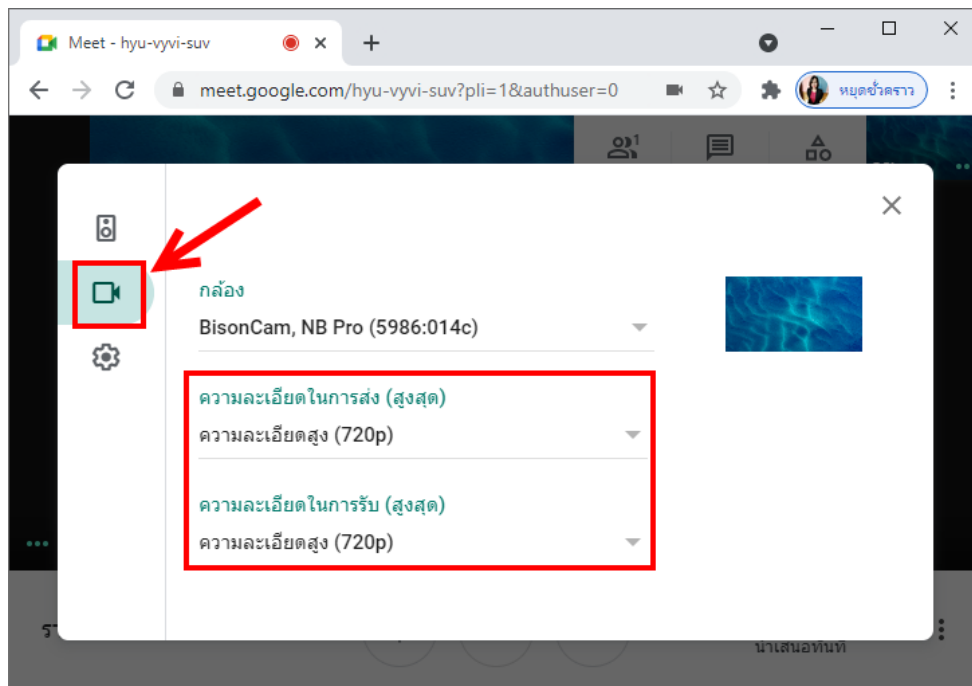 Meet - hyu-vyvi-suv
meet.google.com/hyu-vyvi-suv?pli=1&authuser=0
หยุดชั่วคราว
1
กล้อง
BisonCam, NB Pro (5986:014c)
ความละเอียดในการส่ง (สูงสุด)
ความละเอียดสูง (720p)
ความละเอียดในการรับ (สูงสุด)
ความละเอียดสูง (720p)
นำเสนอทันที